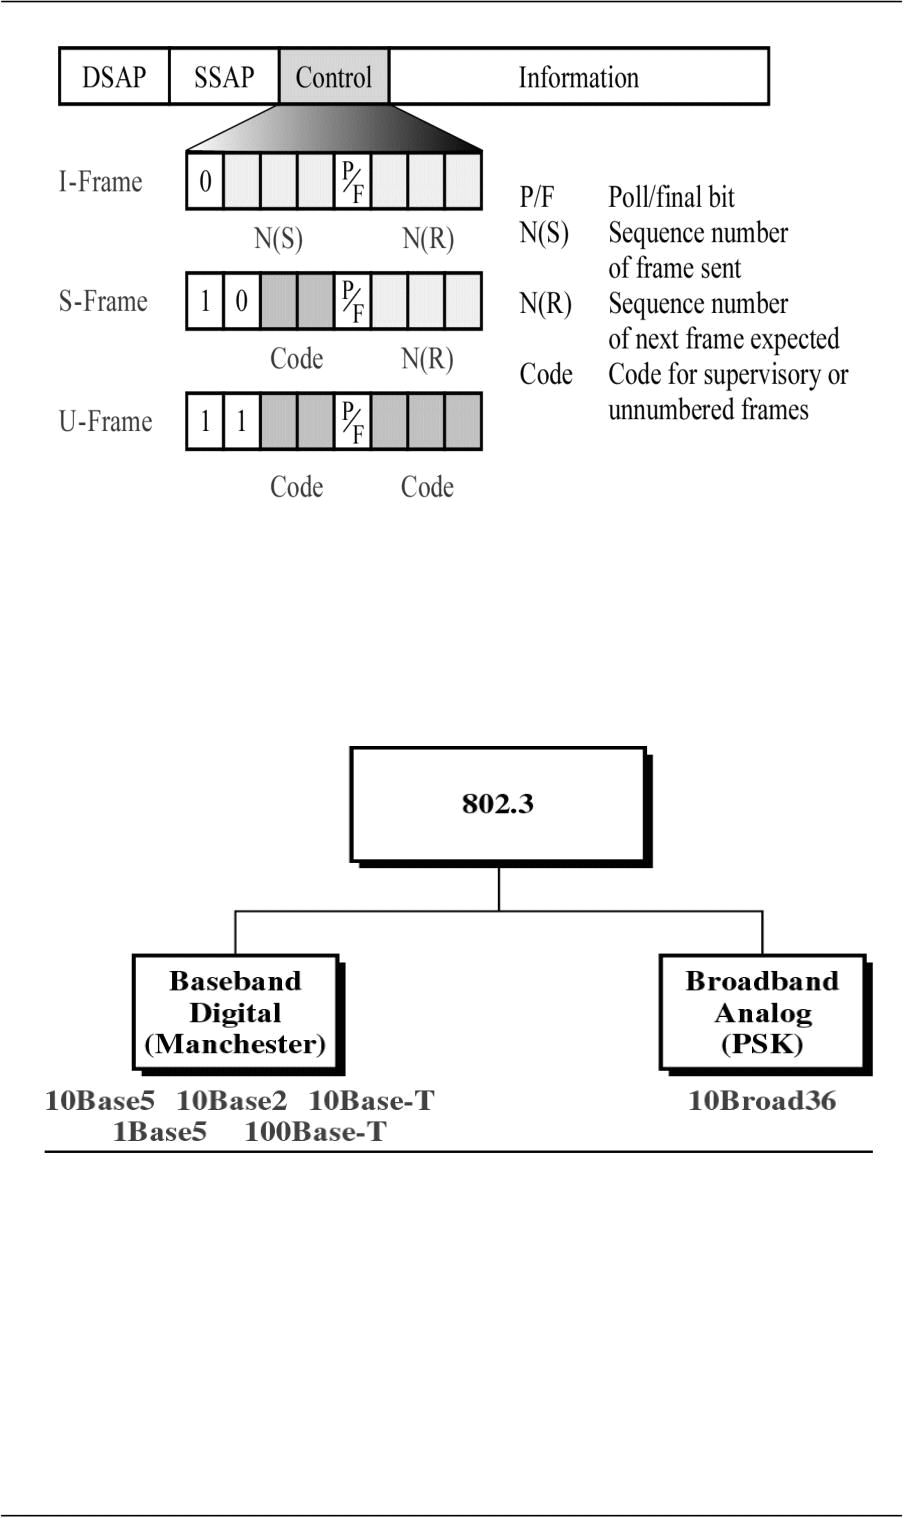 DSAP SSAP Control Information
I-Frame 0 P/F
N(S) N(R)
S-Frame 1 0 P/F
Code N(R)
U-Frame 1 1 P/F
Code Code
P/F Poll/final bit
N(S) Sequence number
of frame sent
N(R) Sequence number
of next frame expected
Code Code for supervisory or
unnumbered frames
802.3
Baseband
Digital
(Manchester)
Broadband
Analog
(PSK)
10Base5 10Base2 10Base-T
1Base5 100Base-T
10Broad36